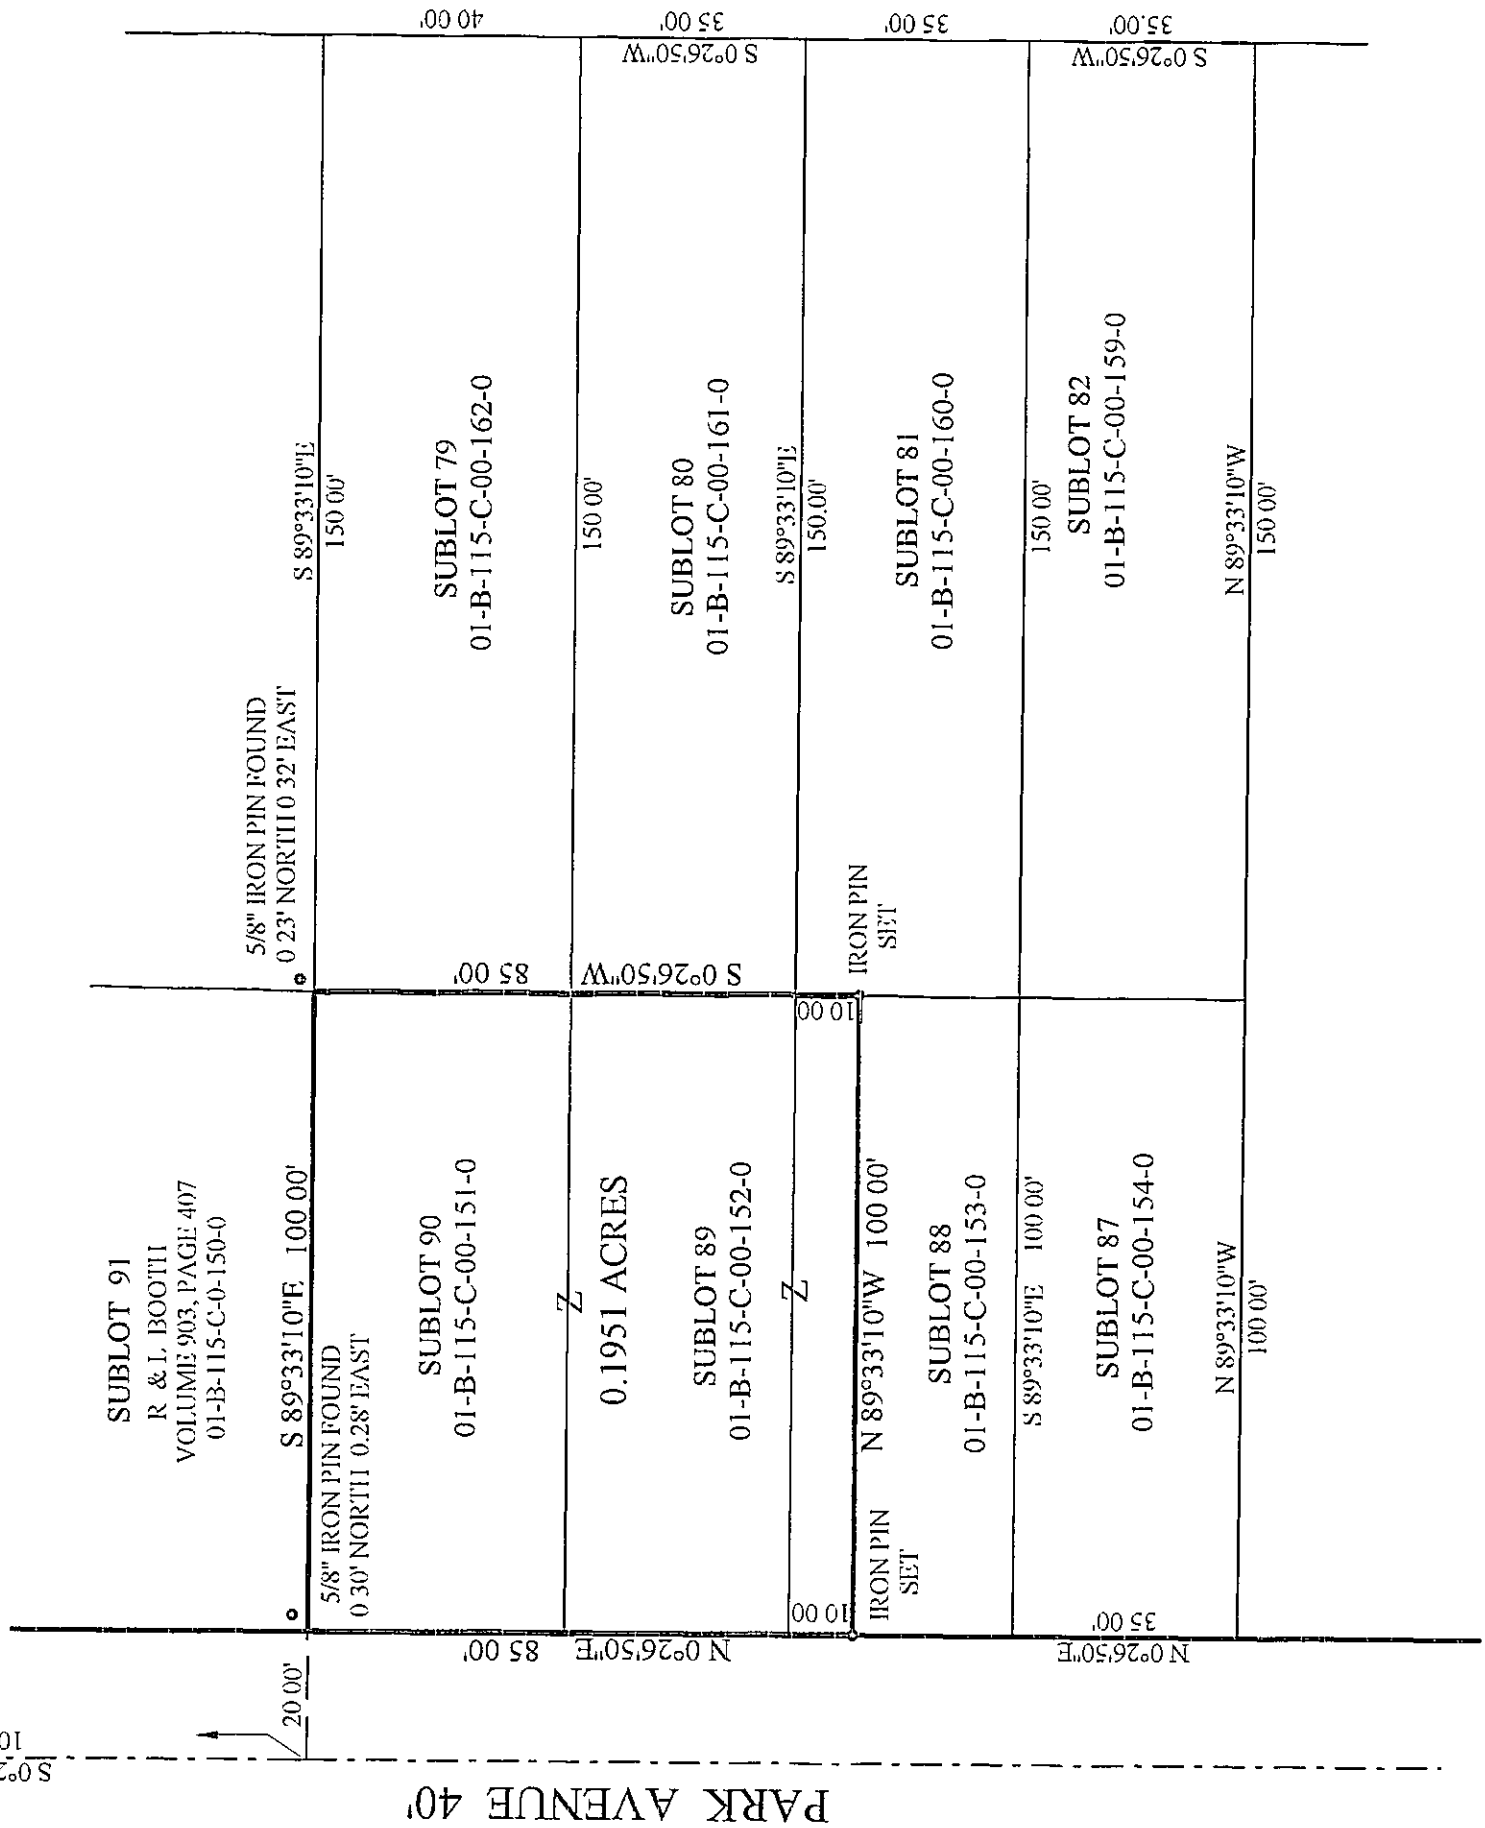 SUBLOT 91
R & L BOOTH
VOLUME 903, PAGE 407
01-B-115-C-0-150-0
S 89°33'10"E 100 00'
5/8" IRON PIN FOUND
0 30' NORTH 0.28' EAST
5/8" IRON PIN FOUND
0 23' NORTH 0 32' EAST
S 89°33'10"E
150 00'
40 00'
SUBLOT 90
01-B-115-C-00-151-0
SUBLOT 79
01-B-115-C-00-162-0
85 00'
S 0°26'50"W
150 00'
35 00'
S 0°26'50"W
Z
0.1951 ACRES
SUBLOT 89
01-B-115-C-00-152-0
SUBLOT 80
01-B-115-C-00-161-0
S 89°33'10"E
150.00'
Z
10 00'
10 00'
N 0°26'50"E 85 00'
20 00'
N 89°33'10"W 100 00'
IRON PIN
SET
IRON PIN
SET
SUBLOT 88
01-B-115-C-00-153-0
SUBLOT 81
01-B-115-C-00-160-0
35 00'
S 89°33'10"E 100 00'
150 00'
SUBLOT 87
01-B-115-C-00-154-0
SUBLOT 82
01-B-115-C-00-159-0
35.00'
S 0°26'50"W
35 00'
N 0°26'50"E
N 89°33'10"W
100 00'
N 89°33'10"W
150 00'
PARK AVENUE 40'